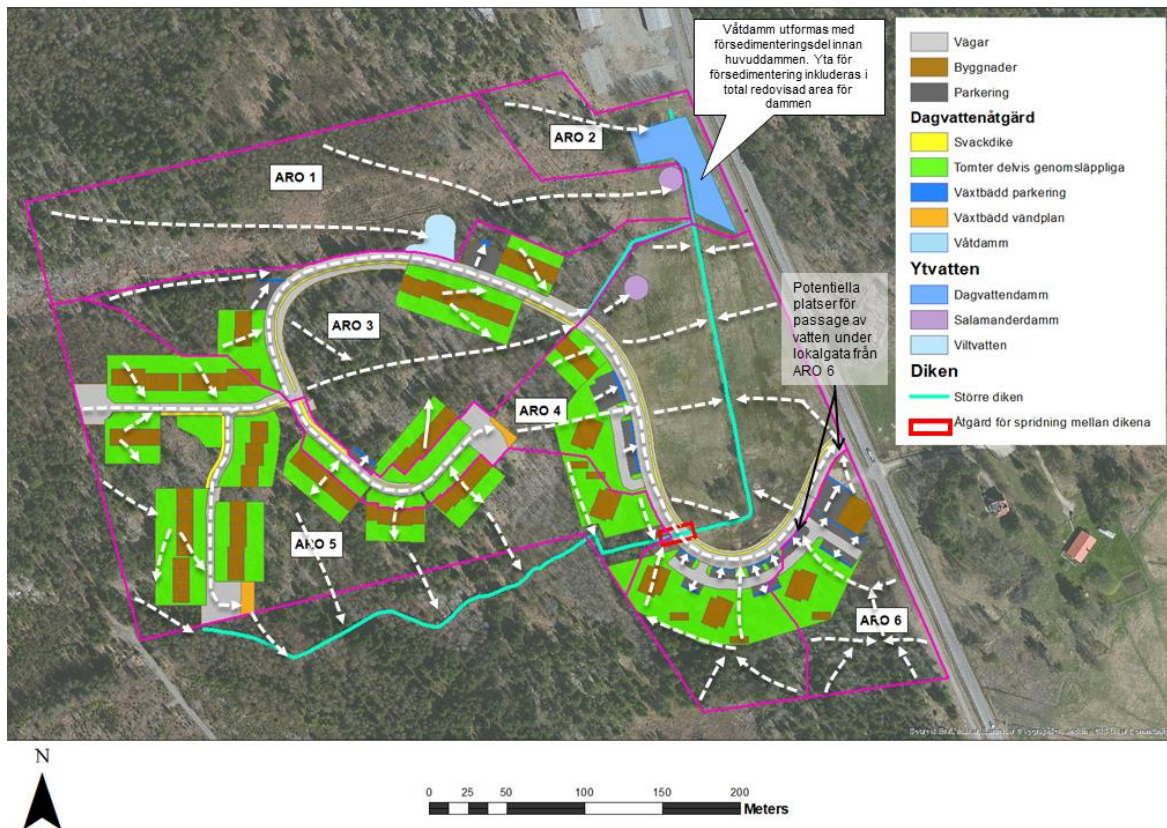 Våtdamm utformas med
försedimenteringsdel innan
huvuddammen. Yta för
försedimentering inkluderas i
total redovisad area för
dammen
ARO 2
ARO 1
ARO 3
ARO 4
ARO 5
ARO 6
Potentiella
platser för
passage av
vatten under
lokalgata från
ARO 6
Vägar
Byggnader
Parkering
Dagvattenåtgärd
Svackdike
Tomter delvis genomsläppliga
Växtbädd parkering
Växtbädd vändplan
Våtdamm
Ytvatten
Dagvattendamm
Salamanderdamm
Viltvatten
Diken
Större diken
Åtgärd för spridning mellan dikena
N
0 25 50 100 150 200
Meters